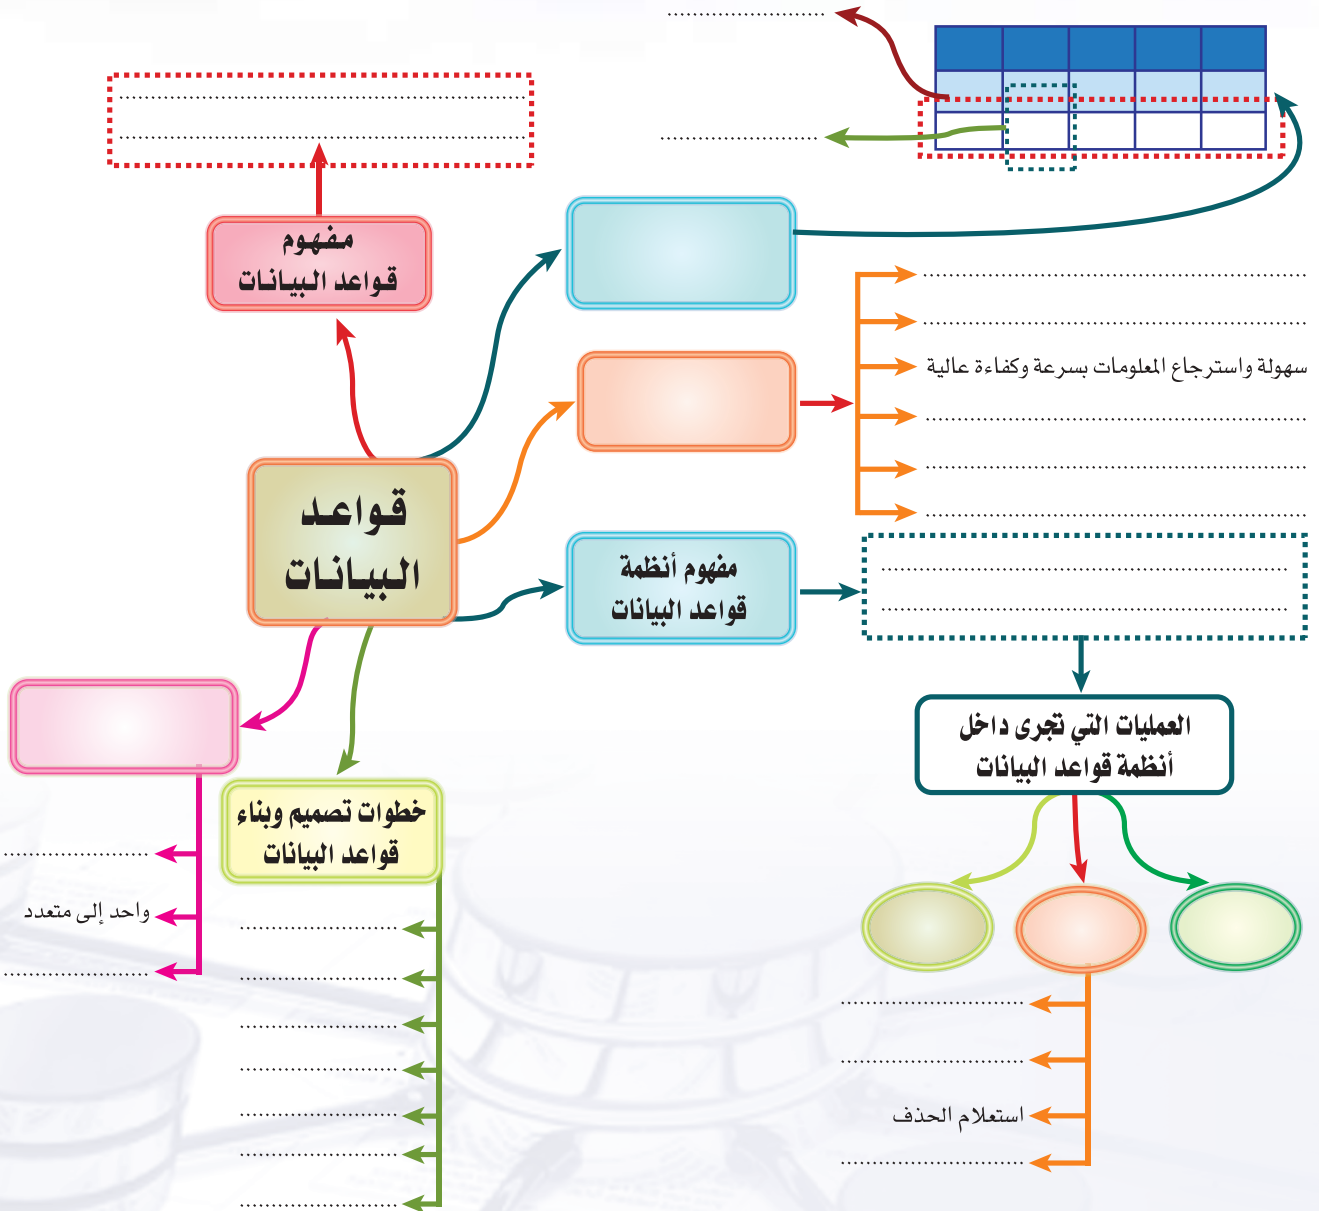 مفهوم
قواعد البيانات
سهولة واسترجاع المعلومات بسرعة وكفاءة عالية
قواعد
البيانات
مفهوم أنظمة
قواعد البيانات
العمليات التي تجرى داخل
أنظمة قواعد البيانات
خطوات تصميم وبناء
قواعد البيانات
واحد إلى متعدد
استعلام الحذف